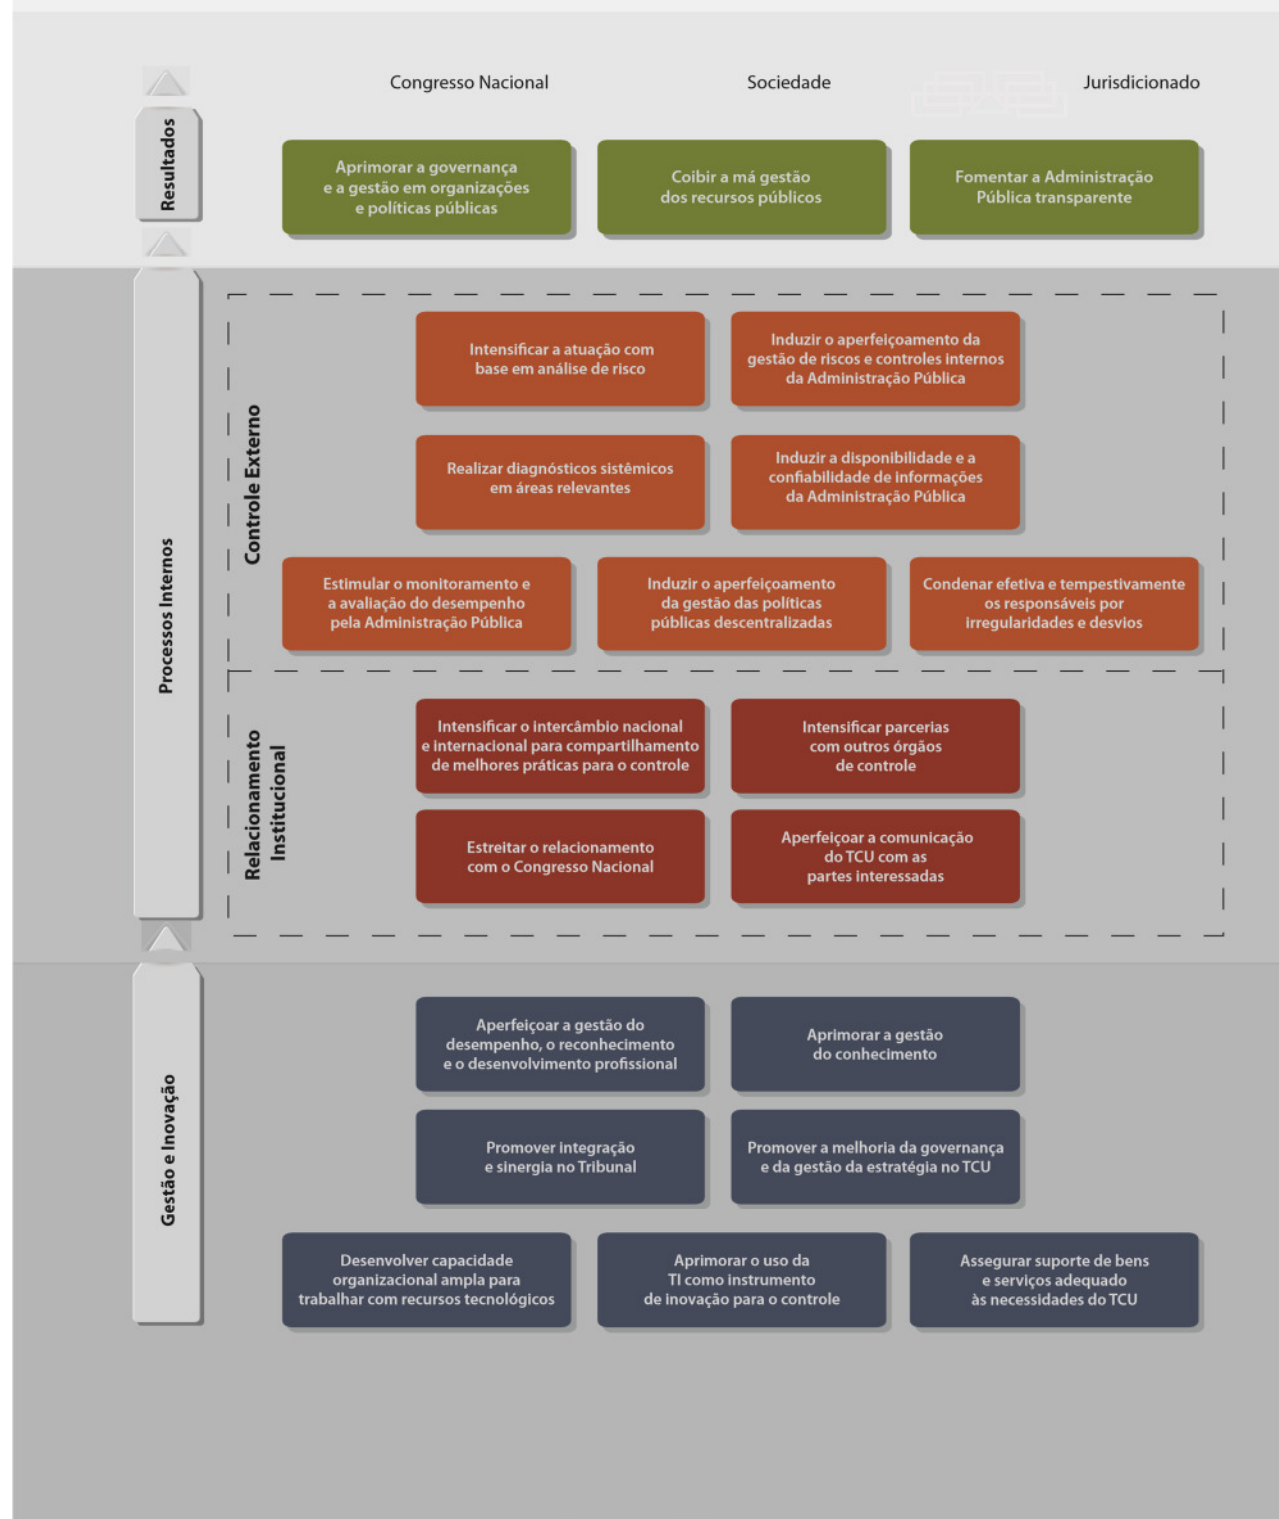 Congresso Nacional
Sociedade
Jurisdicionado
Resultados
Aprimorar a governança
e a gestão em organizações
e políticas públicas
Coibir a má gestão
dos recursos públicos
Fomentar a Administração
Pública transparente
Processos Internos
Controle Externo
Intensificar a atuação com
base em análise de risco
Induzir o aperfeiçoamento da
gestão de riscos e controles internos
da Administração Pública
Realizar diagnósticos sistêmicos
em áreas relevantes
Induzir a disponibilidade e a
confiabilidade de informações
da Administração Pública
Estimular o monitoramento e
a avaliação do desempenho
pela Administração Pública
Induzir o aperfeiçoamento
da gestão das políticas
públicas descentralizadas
Condenar efetiva e tempestivamente
os responsáveis por
irregularidades e desvios
Relacionamento
Institucional
Intensificar o intercâmbio nacional
e internacional para compartilhamento
de melhores práticas para o controle
Intensificar parcerias
com outros órgãos
de controle
Estreitar o relacionamento
com o Congresso Nacional
Aperfeiçoar a comunicação
do TCU com as
partes interessadas
Gestão e Inovação
Aperfeiçoar a gestão do
desempenho, o reconhecimento
e o desenvolvimento profissional
Aprimorar a gestão
do conhecimento
Promover integração
e sinergia no Tribunal
Promover a melhoria da governança
e da gestão da estratégia no TCU
Desenvolver capacidade
organizacional ampla para
trabalhar com recursos tecnológicos
Aprimorar o uso da
TI como instrumento
de inovação para o controle
Assegurar suporte de bens
e serviços adequado
às necessidades do TCU